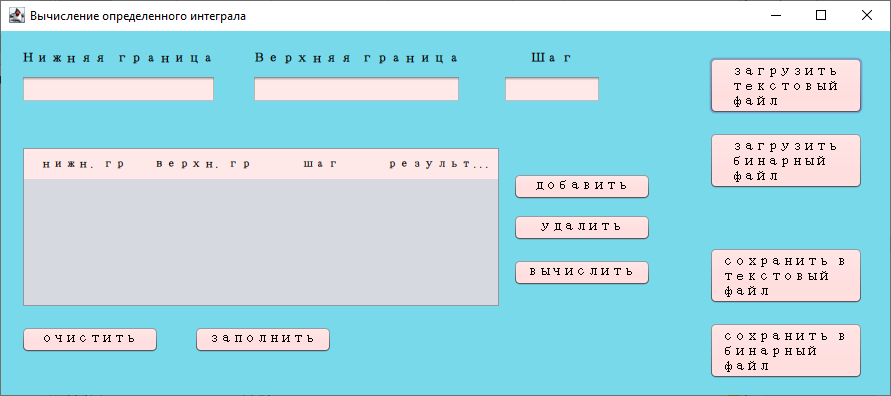 Вычисление определенного интеграла
Нижняя граница Верхняя граница Шаг
загрузить
текстовый
файл
загрузить
бинарный
файл
нижн. гр верхн. гр шаг результ...
добавить
удалить
вычислить
сохранить в
текстовый
файл
очистить заполнить
сохранить в
бинарный
файл